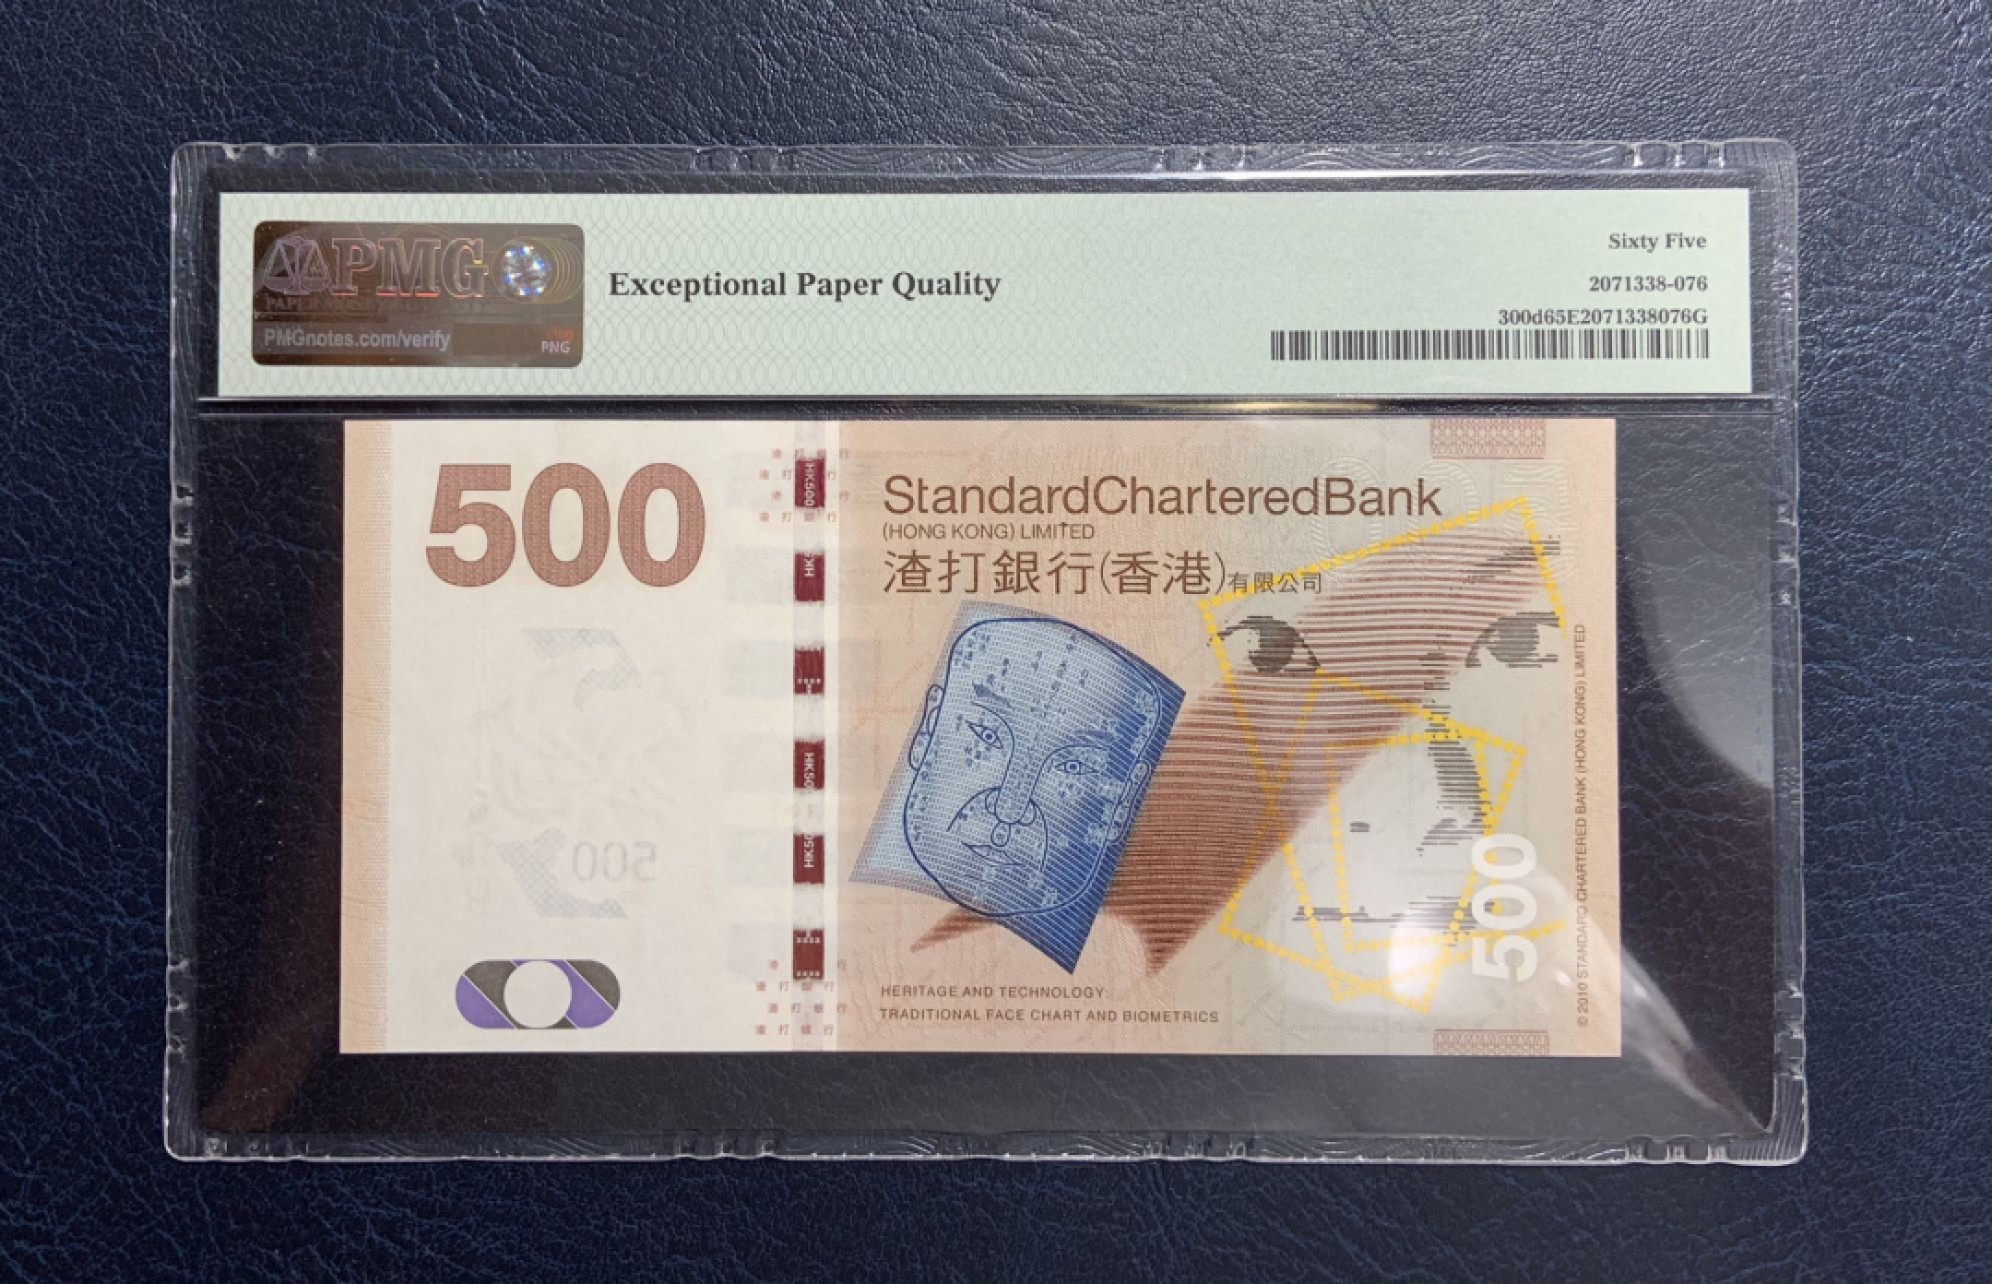 PMG
PMGnotes.com/verify
PNG
Exceptional Paper Quality
Sixty Five
2071338-076
300d65E2071338076G
500
HK500
StandardCharteredBank
(HONG KONG) LIMITED
渣打銀行(香港)有限公司
500
HERITAGE AND TECHNOLOGY:
TRADITIONAL FACE CHART AND BIOMETRICS
500
© 2010 STANDARD CHARTERED BANK (HONG KONG) LIMITED